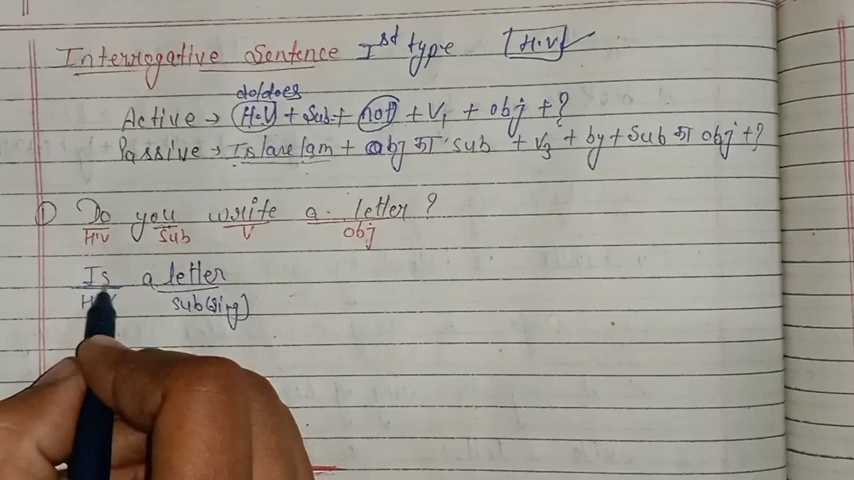 Interrogative Sentence Ist type [H.V]
do/does
Active → H.V + Sub + not + V1 + obj + ?
Passive → Is/are/am + obj का sub + V3 + by + Sub का obj + ?
① Do you write a letter?
H.V Sub V obj
Is a letter
sub(sing)